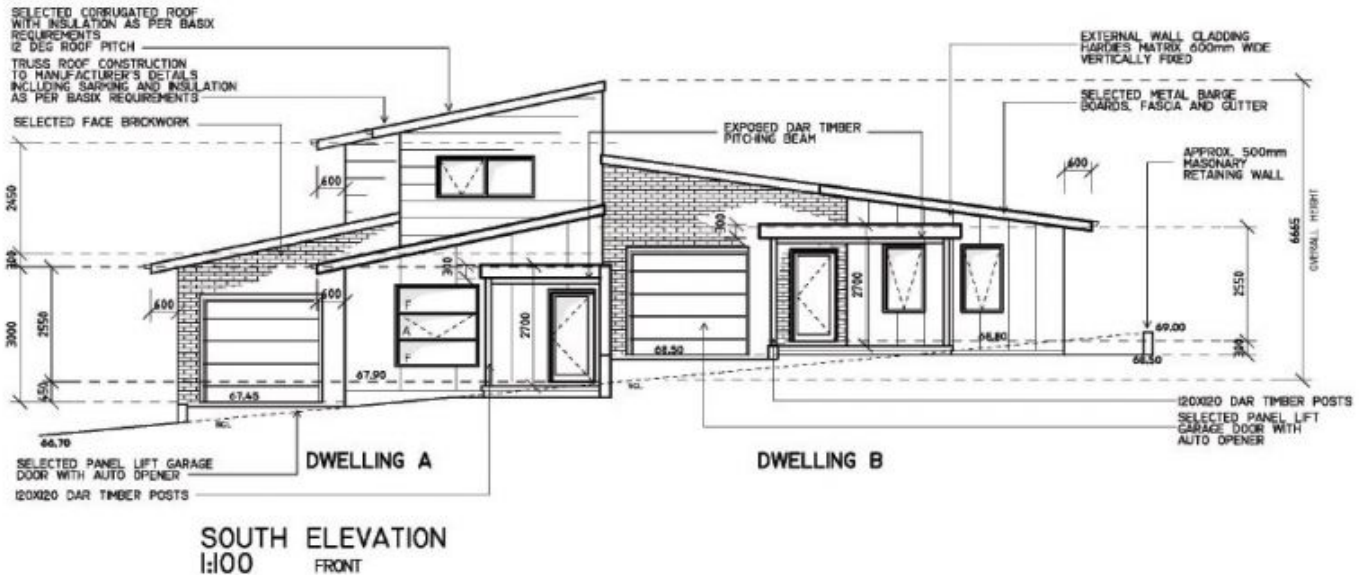 SELECTED CORRUGATED ROOF
WITH INSULATION AS PER BASIX
REQUIREMENTS
12 DEG ROOF PITCH
TRUSS ROOF CONSTRUCTION
TO MANUFACTURER'S DETAILS
INCLUDING SARKING AND INSULATION
AS PER BASIX REQUIREMENTS
SELECTED FACE BRICKWORK
EXTERNAL WALL CLADDING
HARDIES MATRIX 600mm WIDE
VERTICALLY FIXED
SELECTED METAL BARGE
BOARDS, FASCIA AND GUTTER
EXPOSED DAR TIMBER
PITCHING BEAM
APPROX. 500mm
MASONARY
RETAINING WALL
600
600
2450
300
3000
2550
450
600
600
300
2700
F
A
F
300
2700
6665
OVERALL HEIGHT
2550
300
67.45
67.90
68.50
68.80
69.00
68.50
66.70
NGL
NGL
120X120 DAR TIMBER POSTS
SELECTED PANEL LIFT
GARAGE DOOR WITH
AUTO OPENER
SELECTED PANEL LIFT GARAGE
DOOR WITH AUTO OPENER
120X120 DAR TIMBER POSTS
DWELLING A
DWELLING B
SOUTH ELEVATION
1:100 FRONT